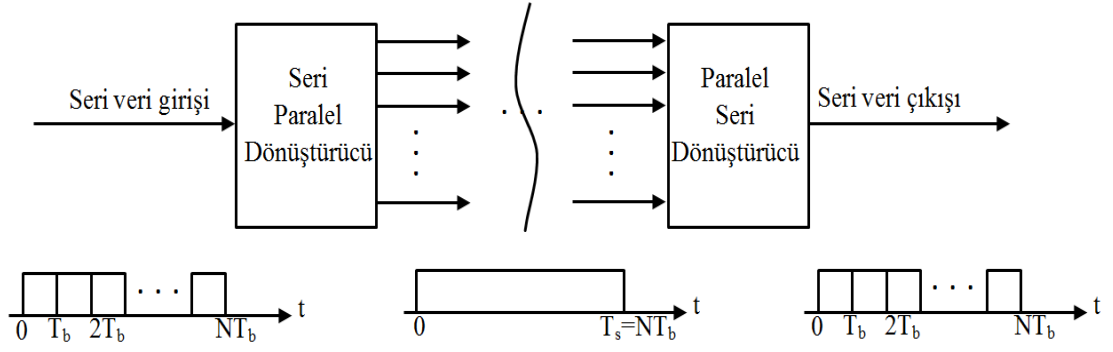 Seri veri girişi
Seri
Paralel
Dönüştürücü
. . .
Paralel
Seri
Dönüştürücü
Seri veri çıkışı
0 T_b 2T_b . . . NT_b t
0 T_s=NT_b t
0 T_b 2T_b . . . NT_b t